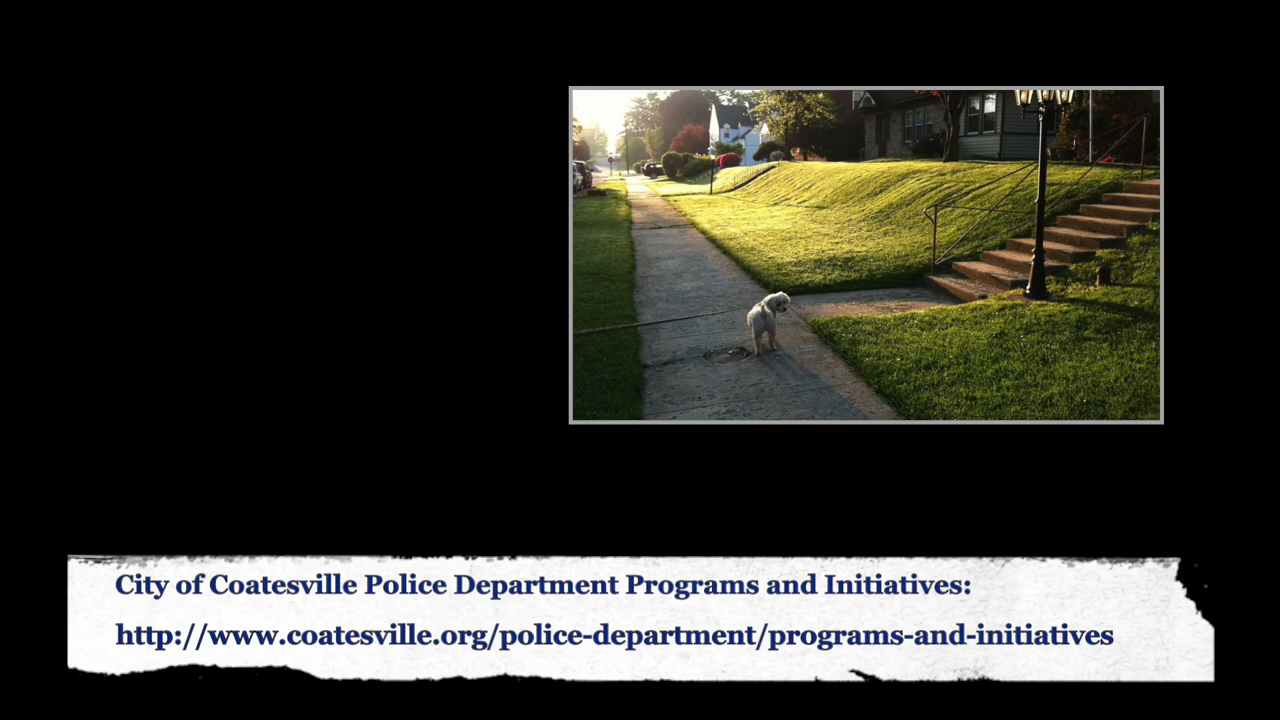 City of Coatesville Police Department Programs and Initiatives:
http://www.coatesville.org/police-department/programs-and-initiatives